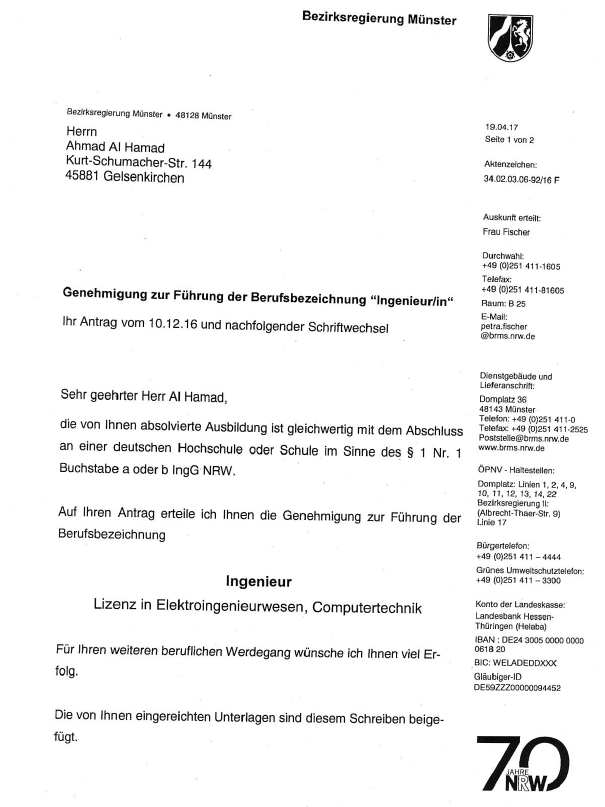 Bezirksregierung Münster
Bezirksregierung Münster • 48128 Münster
Herrn
Ahmad Al Hamad
Kurt-Schumacher-Str. 144
45881 Gelsenkirchen
19.04.17
Seite 1 von 2
Aktenzeichen:
34.02.03.06-92/16 F
Auskunft erteilt:
Frau Fischer
Durchwahl:
+49 (0)251 411-1605
Telefax:
+49 (0)251 411-81605
Raum: B 25
E-Mail:
petra.fischer
@brms.nrw.de
Genehmigung zur Führung der Berufsbezeichnung "Ingenieur/in"
Ihr Antrag vom 10.12.16 und nachfolgender Schriftwechsel
Sehr geehrter Herr Al Hamad,
die von Ihnen absolvierte Ausbildung ist gleichwertig mit dem Abschluss
an einer deutschen Hochschule oder Schule im Sinne des § 1 Nr. 1
Buchstabe a oder b IngG NRW.
Auf Ihren Antrag erteile ich Ihnen die Genehmigung zur Führung der
Berufsbezeichnung
Ingenieur
Lizenz in Elektroingenieurwesen, Computertechnik
Für Ihren weiteren beruflichen Werdegang wünsche ich Ihnen viel Er-
folg.
Die von Ihnen eingereichten Unterlagen sind diesem Schreiben beige-
fügt.
Dienstgebäude und
Lieferanschrift:
Domplatz 36
48143 Münster
Telefon: +49 (0)251 411-0
Telefax: +49 (0)251 411-2525
Poststelle@brms.nrw.de
www.brms.nrw.de
ÖPNV - Haltestellen:
Domplatz: Linien 1, 2, 4, 9,
10, 11, 12, 13, 14, 22
Bezirksregierung II:
(Albrecht-Thaer-Str. 9)
Linie 17
Bürgertelefon:
+49 (0)251 411 – 4444
Grünes Umweltschutztelefon:
+49 (0)251 411 – 3300
Konto der Landeskasse:
Landesbank Hessen-
Thüringen (Helaba)
IBAN : DE24 3005 0000 0000
0618 20
BIC: WELADEDDXXX
Gläubiger-ID
DE59ZZZ00000094452
70
JAHRE
NRW